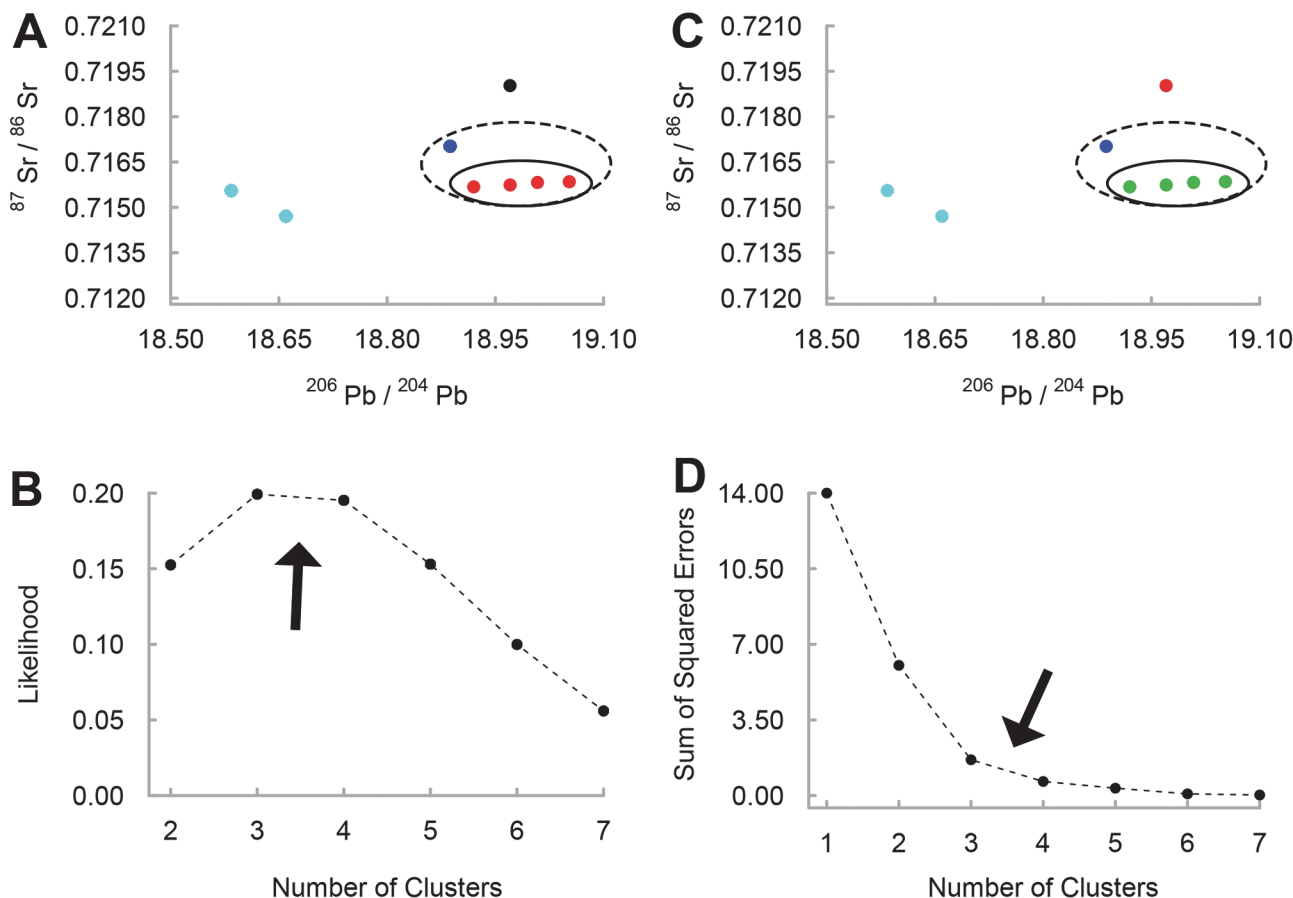 A
0.7210
0.7195
0.7180
0.7165
0.7150
0.7135
0.7120
87 Sr / 86 Sr
18.50 18.65 18.80 18.95 19.10
206 Pb / 204 Pb
C
0.7210
0.7195
0.7180
0.7165
0.7150
0.7135
0.7120
87 Sr / 86 Sr
18.50 18.65 18.80 18.95 19.10
206 Pb / 204 Pb
B
0.20
0.15
0.10
0.05
0.00
Likelihood
2 3 4 5 6 7
Number of Clusters
D
14.00
10.50
7.00
3.50
0.00
Sum of Squared Errors
1 2 3 4 5 6 7
Number of Clusters